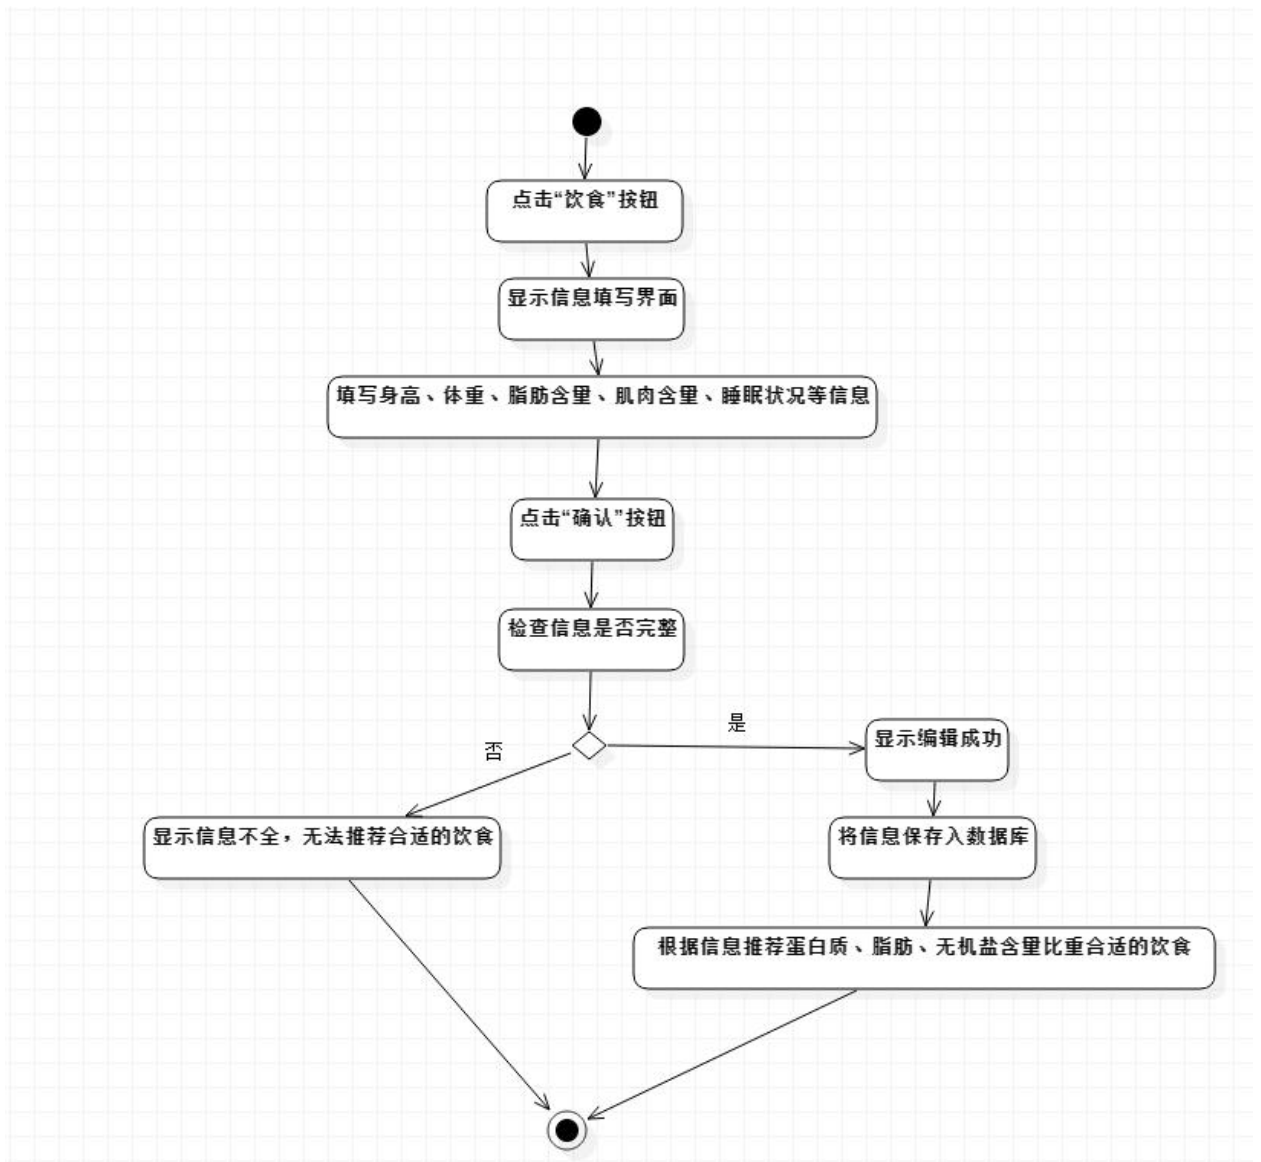 点击“饮食”按钮
显示信息填写界面
填写身高、体重、脂肪含量、肌肉含量、睡眠状况等信息
点击“确认”按钮
检查信息是否完整
是
否
显示编辑成功
显示信息不全，无法推荐合适的饮食
将信息保存入数据库
根据信息推荐蛋白质、脂肪、无机盐含量比重合适的饮食